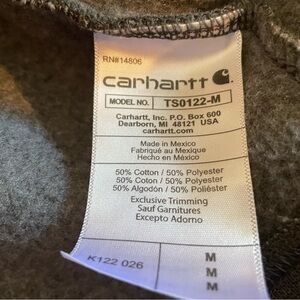 RN#14806
carhartt
MODEL NO. TS0122-M
Carhartt, Inc. P.O. Box 600
Dearborn, MI 48121 USA
carhartt.com
Made in Mexico
Fabriqué au Mexique
Hecho en México
50% Cotton / 50% Polyester
50% Coton / 50% Polyester
50% Algodón / 50% Poliéster
Exclusive Trimming
Sauf Garnitures
Excepto Adorno
K122 026 M
M
M